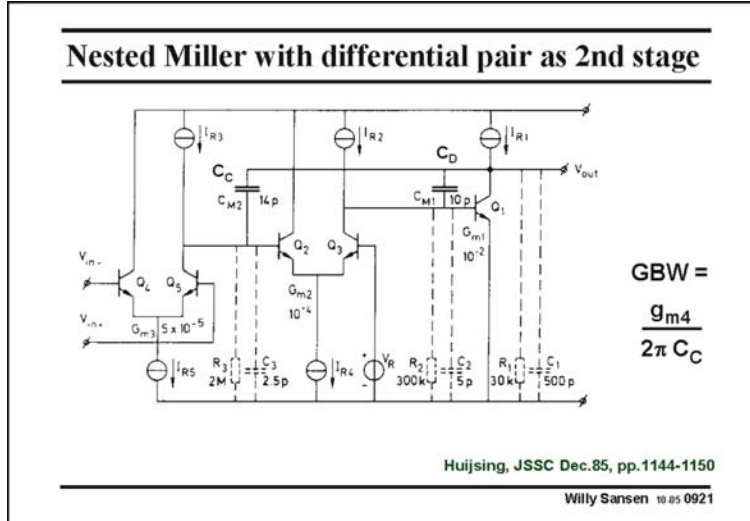 Nested Miller with differential pair as 2nd stage
I_R3
I_R2
I_R1
C_C
C_D
V_out
C_M2
14p
C_M1
10p
Q_1
G_m1
10^-2
Q_2
Q_3
V_in-
Q_4
Q_5
G_m2
10^-4
V_in+
G_m3
5 x 10^-5
GBW =
g_m4
2π C_C
I_R5
R_3
2M
C_3
2.5p
I_R4
+
V_R
-
R_2
300k
C_2
5p
R_1
30k
C_1
500p
Huijsing, JSSC Dec.85, pp.1144-1150
Willy Sansen 10-05 0921